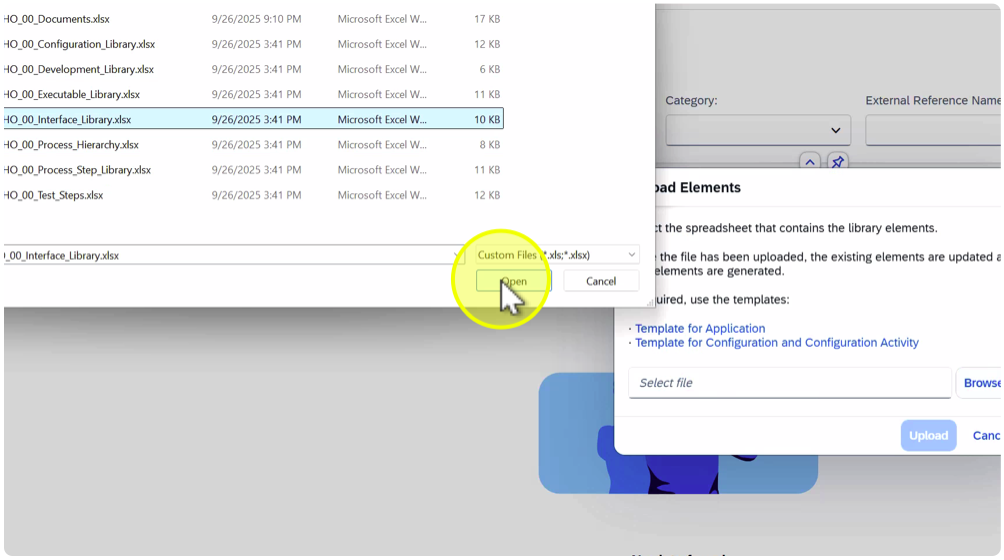 HO_00_Documents.xlsx 9/26/2025 9:10 PM Microsoft Excel W... 17 KB
HO_00_Configuration_Library.xlsx 9/26/2025 3:41 PM Microsoft Excel W... 12 KB
HO_00_Development_Library.xlsx 9/26/2025 3:41 PM Microsoft Excel W... 6 KB
HO_00_Executable_Library.xlsx 9/26/2025 3:41 PM Microsoft Excel W... 11 KB
HO_00_Interface_Library.xlsx 9/26/2025 3:41 PM Microsoft Excel W... 10 KB
HO_00_Process_Hierarchy.xlsx 9/26/2025 3:41 PM Microsoft Excel W... 8 KB
HO_00_Process_Step_Library.xlsx 9/26/2025 3:41 PM Microsoft Excel W... 11 KB
HO_00_Test_Steps.xlsx 9/26/2025 3:41 PM Microsoft Excel W... 12 KB
_00_Interface_Library.xlsx Custom Files (*.xls;*.xlsx)
Open Cancel
Category: External Reference Name
oad Elements
ct the spreadsheet that contains the library elements.
the file has been uploaded, the existing elements are updated a
elements are generated.
uired, use the templates:
· Template for Application
· Template for Configuration and Configuration Activity
Select file Browse
Upload Canc